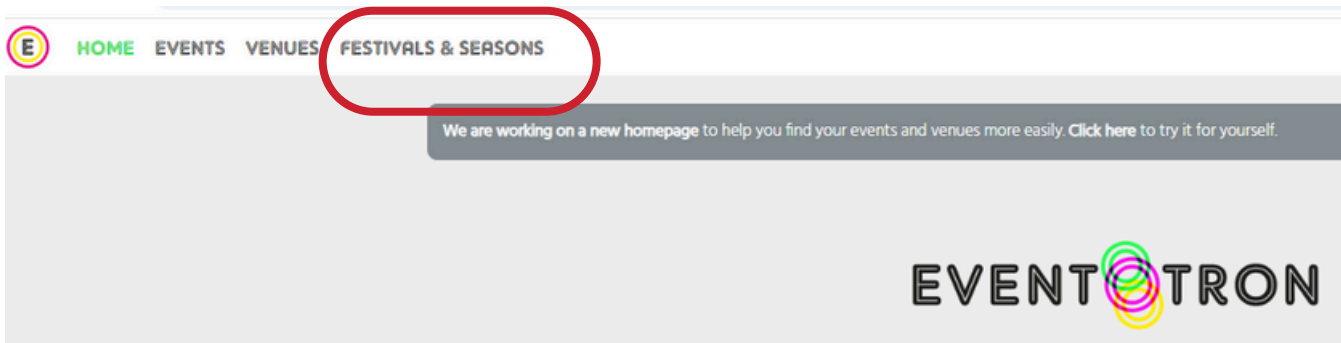 E HOME EVENTS VENUES FESTIVALS & SEASONS
We are working on a new homepage to help you find your events and venues more easily. Click here to try it for yourself.
EVENTOTRON